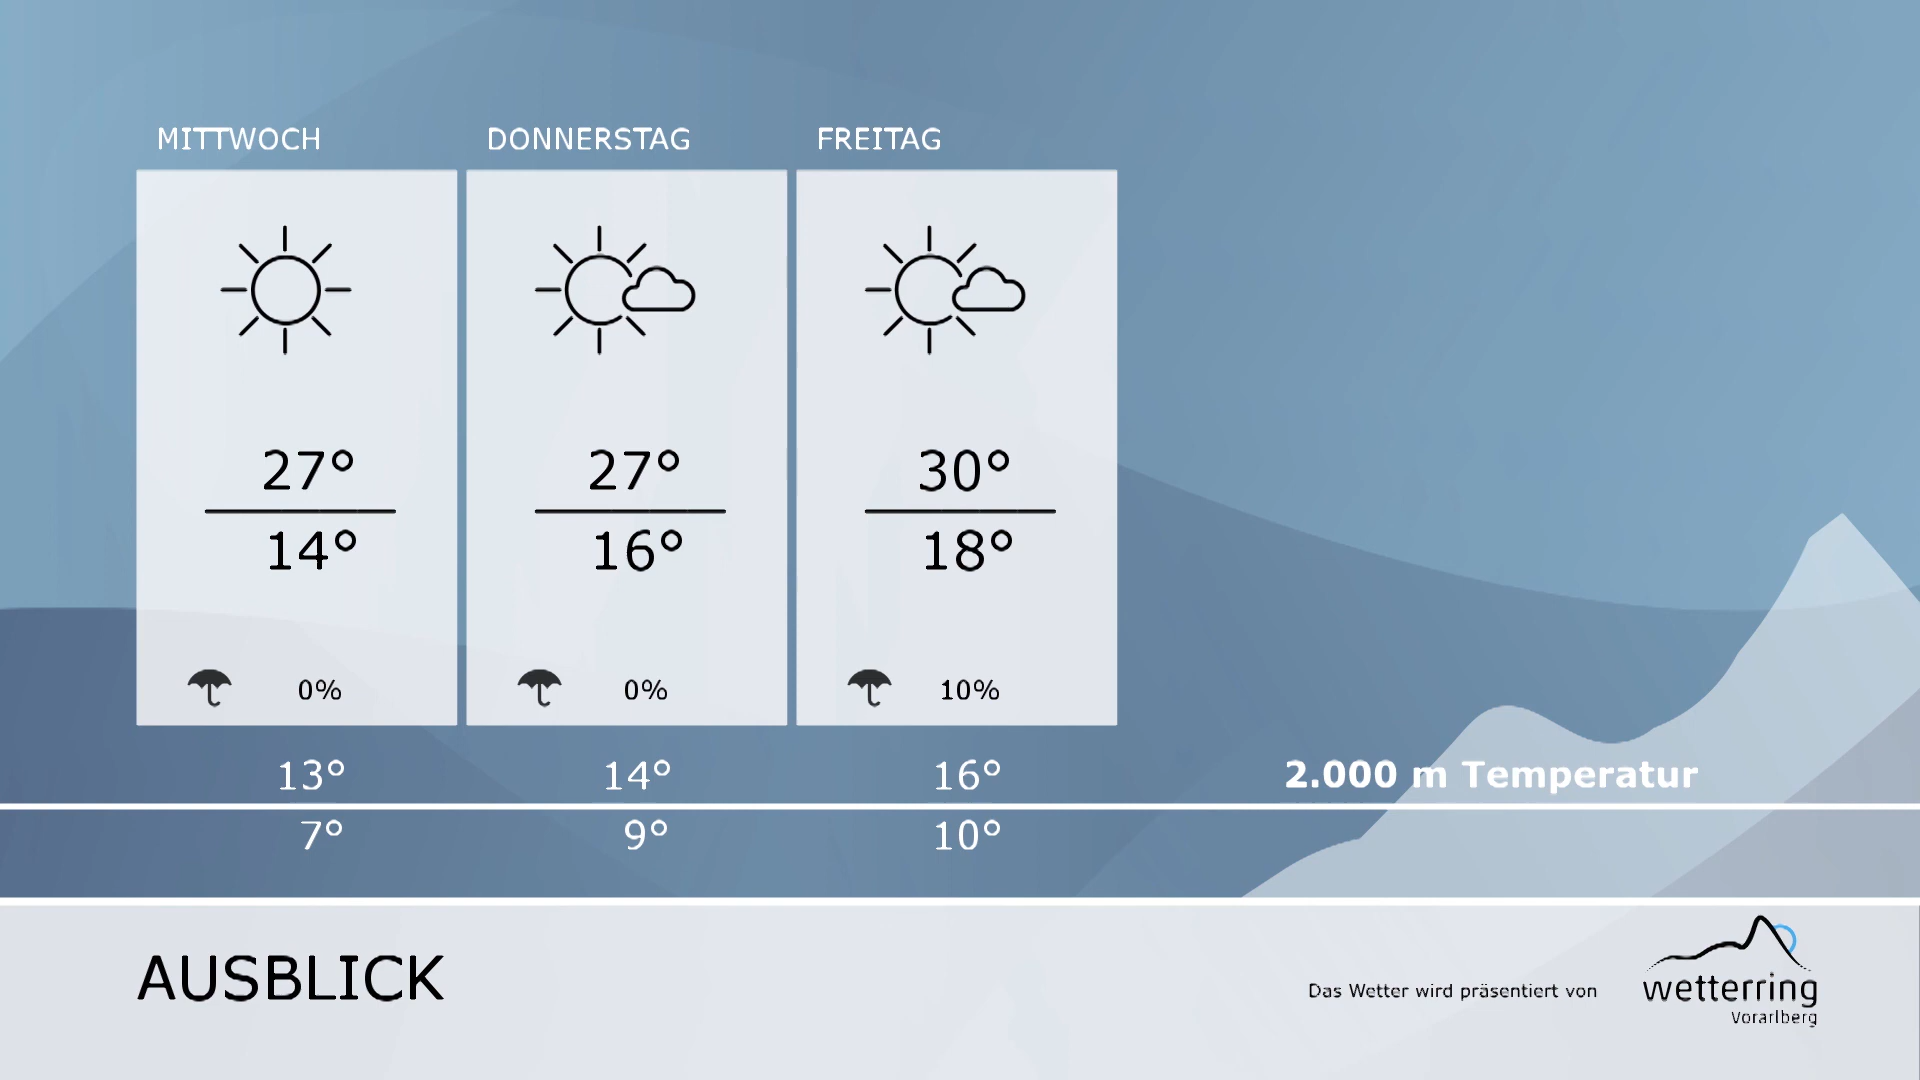 MITTWOCH DONNERSTAG FREITAG
27° 27° 30°
14° 16° 18°
0% 0% 10%
13° 14° 16° 2.000 m Temperatur
7° 9° 10°
AUSBLICK
Das Wetter wird präsentiert von
wetterring
Vorarlberg